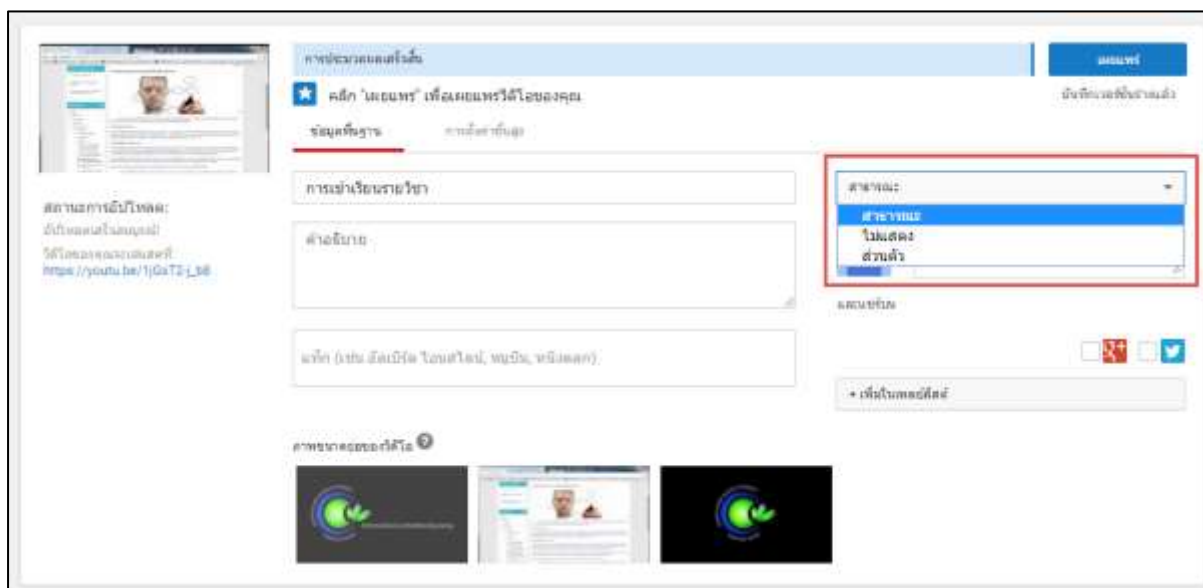 การประมวลผลเสร็จสิ้น
เผยแพร่
คลิก 'เผยแพร่' เพื่อเผยแพร่วิดีโอของคุณ
บันทึกเวอร์ชันร่างแล้ว
ข้อมูลพื้นฐาน
การตั้งค่าขั้นสูง
การเข้าเรียนรายวิชา
สาธารณะ
สาธารณะ
ไม่แสดง
ส่วนตัว
สถานะการอัปโหลด:
อัปโหลดเสร็จสมบูรณ์!
วิดีโอของคุณจะเล่นสดที่:
คำอธิบาย
และแชร์บน
แท็ก (เช่น อัลเบิร์ต ไอนสไตน์, หมูบิน, หนังตลก)
+ เพิ่มในเพลย์ลิสต์
ภาพขนาดย่อของวิดีโอ